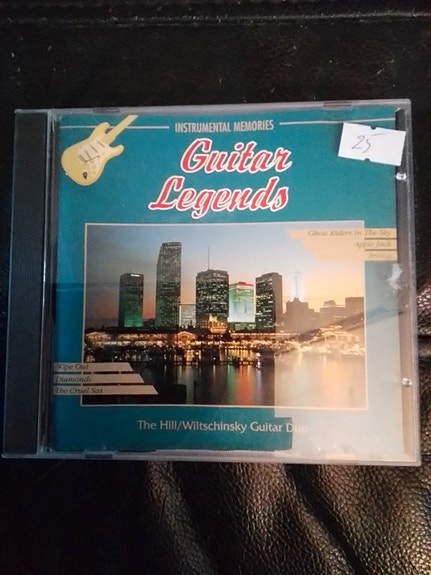 INSTRUMENTAL MEMORIES
25
Guitar
Legends
Ghost Riders In The Sky
Apple Jack
Jessica
Wipe Out
Diamonds
The Cruel Sea
The Hill/Wiltschinsky Guitar Duo